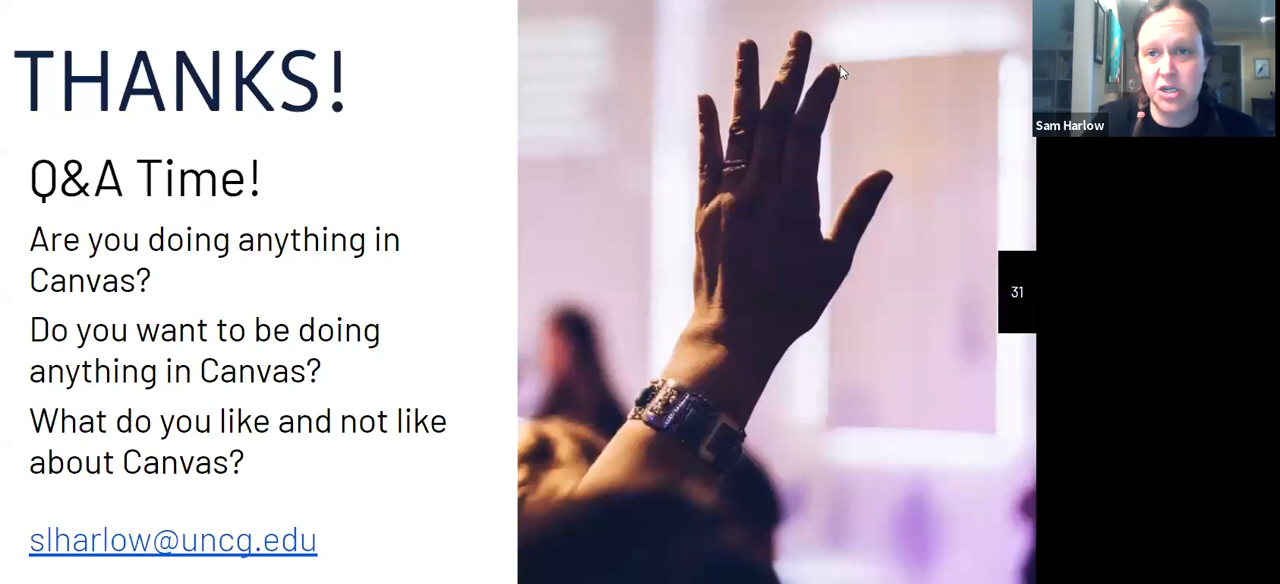 THANKS!
Q&A Time!
Are you doing anything in
Canvas?
Do you want to be doing
anything in Canvas?
What do you like and not like
about Canvas?
slharlow@uncg.edu
31
Sam Harlow